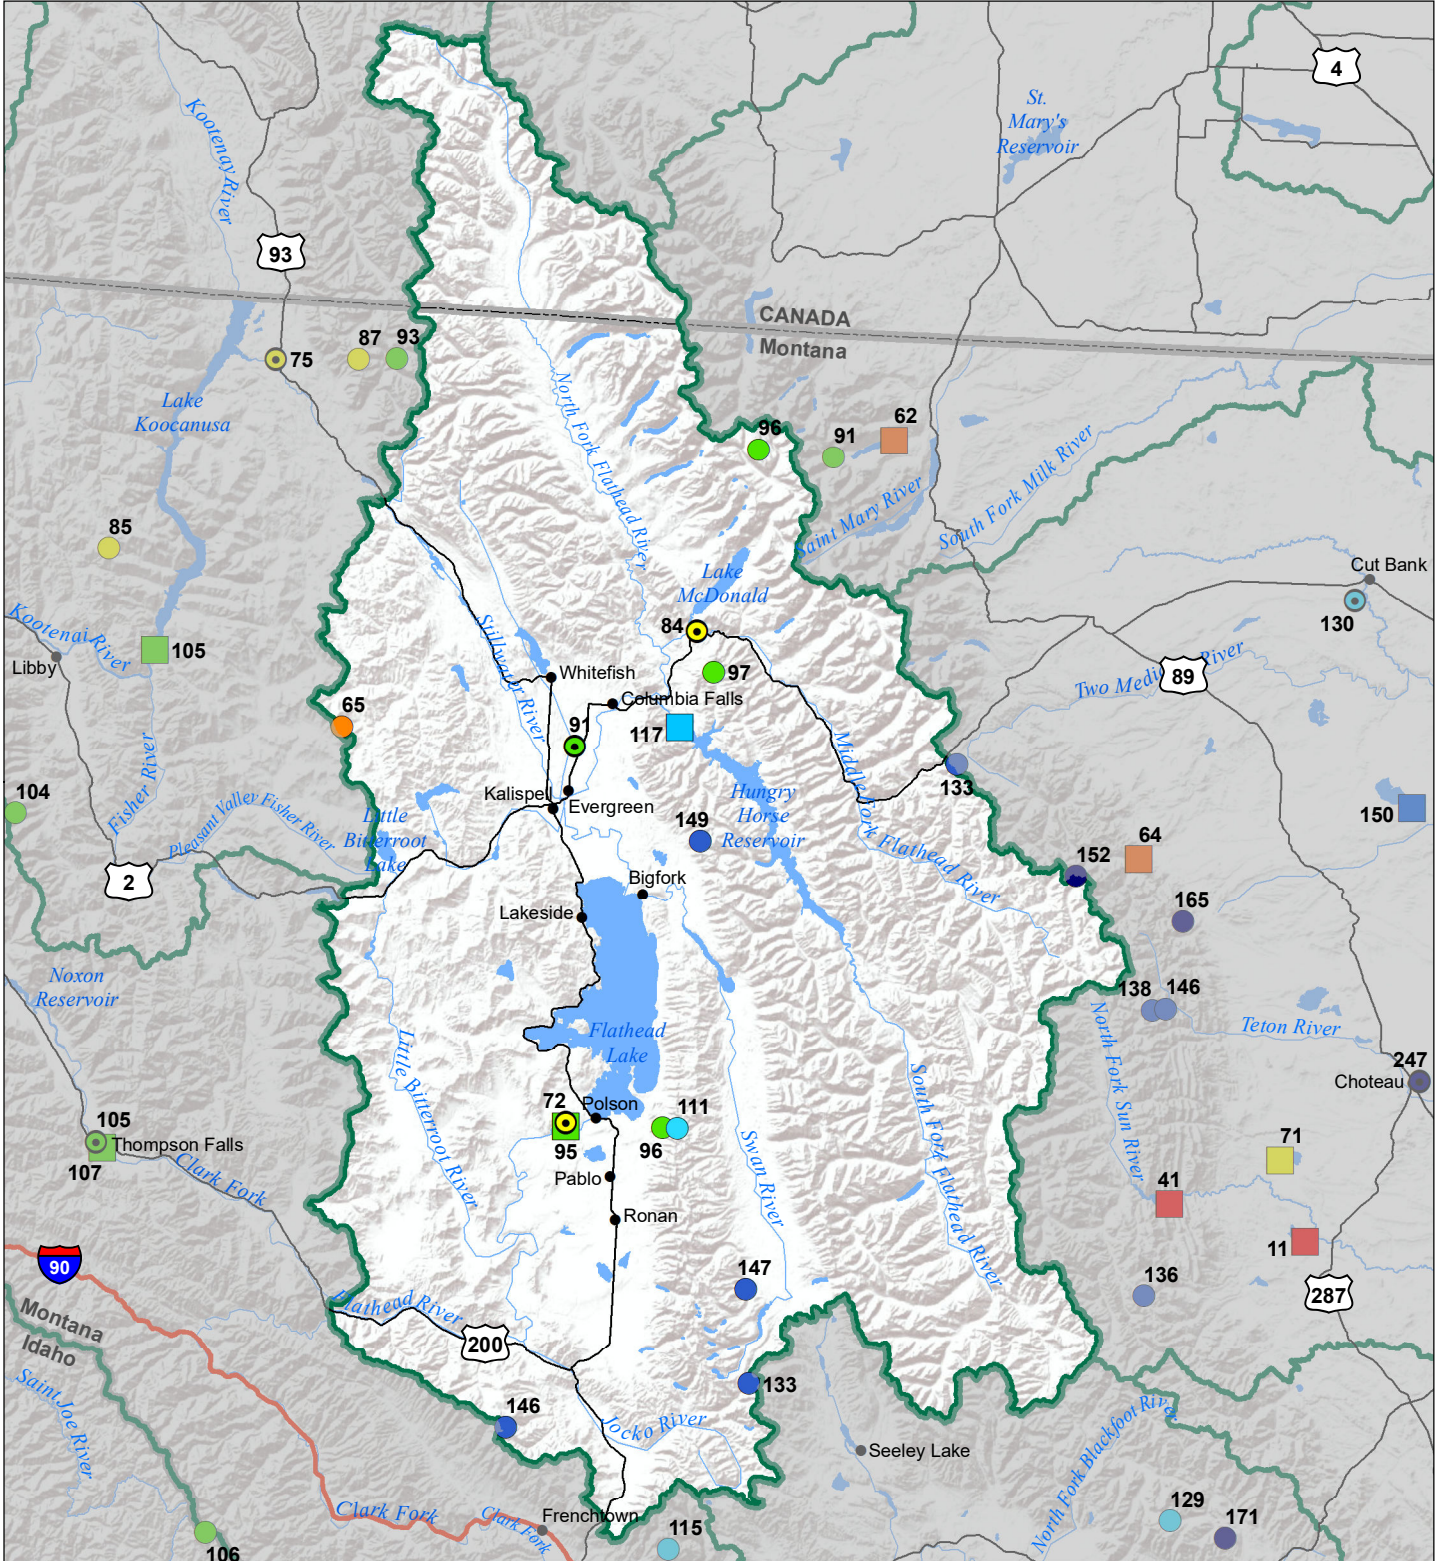 4
St.
Mary's
Reservoir
Kootenay River
93
CANADA
Montana
87
93
75
Lake
Koocanusa
North Fork Flathead River
96
91
62
Saint Mary River
South Fork Milk River
85
Cut Bank
130
Lake
McDonald
Kootenai River
Libby
105
84
Stillwater River
Whitefish
97
89
Two Medi River
Columbia Falls
65
91
117
Fisher River
Middle Fork Flathead River
133
104
Pleasant Valley Fisher River
Little
Bitterroot
Lake
Kalispell
Evergreen
Hungry
Horse
Reservoir
149
150
2
152
64
Bigfork
Lakeside
165
Noxon
Reservoir
138
146
North Fork Sun River
Teton River
Flathead
Lake
Little Bitterroot River
South Fork Flathead River
247
Choteau
105
Thompson Falls
107
Clark Fork
72
Polson
95
96
111
Swan River
71
Pablo
41
Ronan
11
90
147
136
287
Montana
Idaho
Flathead River
200
Saint Joe River
133
146
Jocko River
North Fork Blackfoot River
Seeley Lake
Clark Fork
Clark Fork
Frenchtown
129
171
115
106